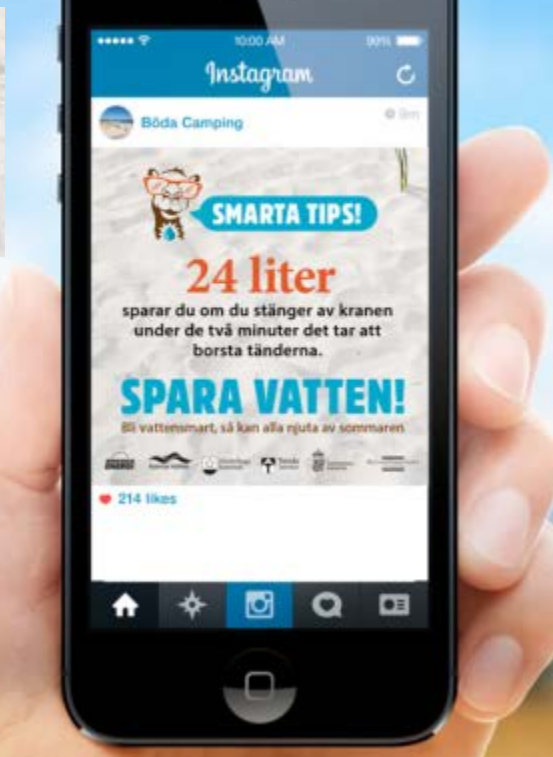 10:00 AM
Instagram
Böda Camping
SMARTA TIPS!
24 liter
sparar du om du stänger av kranen
under de två minuter det tar att
borsta tänderna.
SPARA VATTEN!
Bli vattensmart, så kan alla njuta av sommaren
214 likes